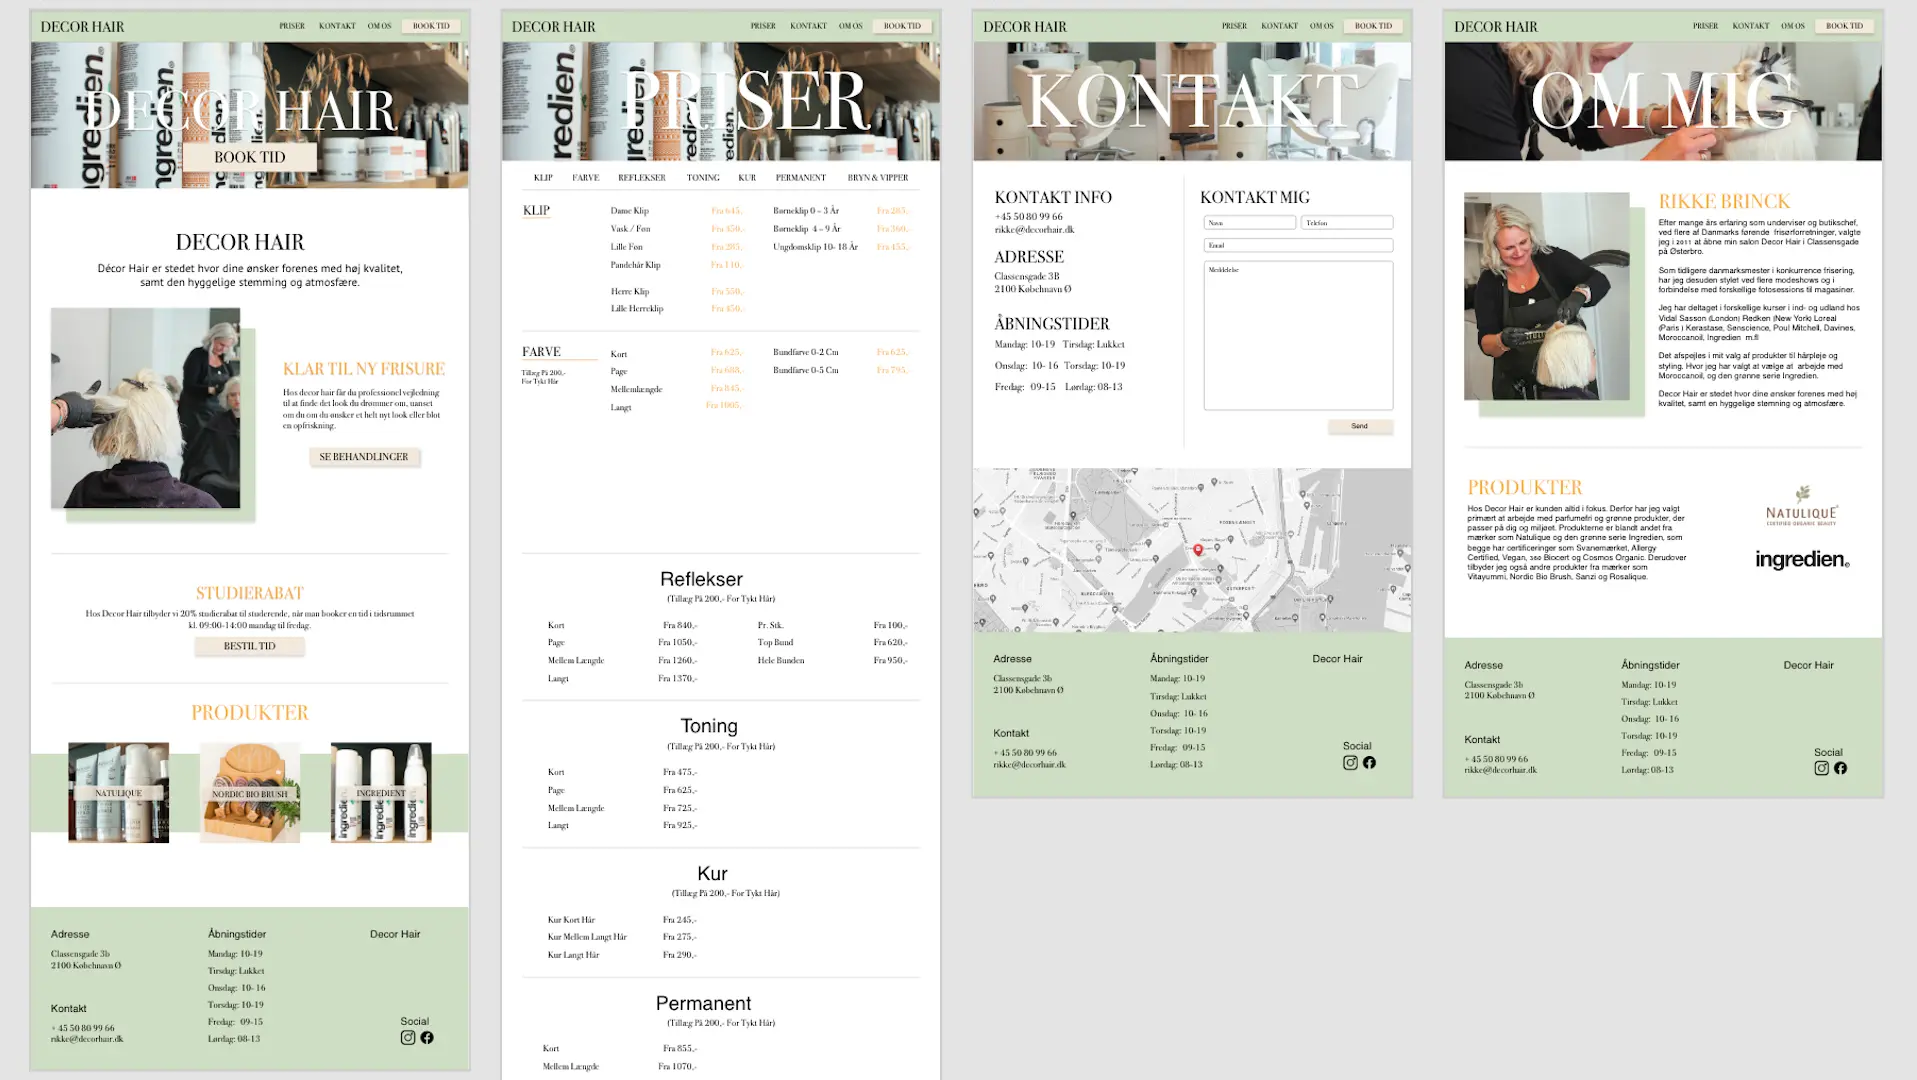 DECOR HAIR
PRISER KONTAKT OM OS BOOK TID
DECOR HAIR
BOOK TID
DECOR HAIR
Décor Hair er stedet hvor dine ønsker forenes med høj kvalitet,
samt den hyggelige stemning og atmosfære.
KLAR TIL NY FRISURE
Hos decor hair får du professionel vejledning
til at finde det look du drømmer om, uanset
om du om du ønsker et helt nyt look eller blot
en opfriskning.
SE BEHANDLINGER
STUDIERABAT
Hos Decor Hair tilbyder vi 20% studierabat til studerende, når man booker en tid i tidsrummet
kl. 09:00-14:00 mandag til fredag.
BESTIL TID
PRODUKTER
NATULIQUE
NORDIC BIO BRUSH
INGREDIENT
Adresse
Classensgade 3b
2100 København Ø
Kontakt
+ 45 50 80 99 66
rikke@decorhair.dk
Åbningstider
Mandag: 10-19
Tirsdag: Lukket
Onsdag: 10- 16
Torsdag: 10-19
Fredag: 09-15
Lørdag: 08-13
Decor Hair
Social
DECOR HAIR
PRISER KONTAKT OM OS BOOK TID
PRISER
KLIP FARVE REFLEKSER TONING KUR PERMANENT BRYN & VIPPER
KLIP
Dame Klip Fra 645,- Børneklip 0 – 3 År Fra 285,-
Vask / Føn Fra 450,- Børneklip 4 – 9 År Fra 360,-
Lille Føn Fra 285,- Ungdomsklip 10- 18 År Fra 455,-
Pandehår Klip Fra 110,-
Herre Klip Fra 550,-
Lille Herreklip Fra 450,-
FARVE
Tillæg På 200,-
For Tykt Hår
Kort Fra 625,- Bundfarve 0-2 Cm Fra 625,-
Page Fra 688,- Bundfarve 0-5 Cm Fra 795,-
Mellemlængde Fra 845,-
Langt Fra 1005,-
Reflekser
(Tillæg På 200,- For Tykt Hår)
Kort Fra 840,- Pr. Stk. Fra 100,-
Page Fra 1050,- Top Bund Fra 620,-
Mellem Længde Fra 1260,- Hele Bunden Fra 950,-
Langt Fra 1370,-
Toning
(Tillæg På 200,- For Tykt Hår)
Kort Fra 475,-
Page Fra 625,-
Mellem Længde Fra 725,-
Langt Fra 925,-
Kur
(Tillæg På 200,- For Tykt Hår)
Kur Kort Hår Fra 245,-
Kur Mellem Langt Hår Fra 275,-
Kur Langt Hår Fra 290,-
Permanent
(Tillæg På 200,- For Tykt Hår)
Kort Fra 855,-
Mellem Længde Fra 1070,-
DECOR HAIR
PRISER KONTAKT OM OS BOOK TID
KONTAKT
KONTAKT INFO
+45 50 80 99 66
rikke@decorhair.dk
ADRESSE
Classensgade 3B
2100 København Ø
ÅBNINGSTIDER
Mandag: 10-19 Tirsdag: Lukket
Onsdag: 10- 16 Torsdag: 10-19
Fredag: 09-15 Lørdag: 08-13
KONTAKT MIG
Navn Telefon
Email
Meddelelse
Send
Adresse
Classensgade 3b
2100 København Ø
Kontakt
+ 45 50 80 99 66
rikke@decorhair.dk
Åbningstider
Mandag: 10-19
Tirsdag: Lukket
Onsdag: 10- 16
Torsdag: 10-19
Fredag: 09-15
Lørdag: 08-13
Decor Hair
Social
DECOR HAIR
PRISER KONTAKT OM OS BOOK TID
OM MIG
RIKKE BRINCK
Efter mange års erfaring som underviser og butikschef,
ved flere af Danmarks førende frisørforretninger, valgte
jeg i 2011 at åbne min salon Decor Hair i Classensgade
på Østerbro.
Som tidligere danmarksmester i konkurrence frisering,
har jeg desuden stylet ved flere modeshows og i
forbindelse med forskellige fotosessions til magasiner.
Jeg har deltaget i forskellige kurser i ind- og udland hos
Vidal Sasson (London) Redken (New York) Loreal
(Paris ) Kerastase, Senscience, Poul Mitchell, Davines,
Moroccanoil, Ingredien m.fl
Det afspejles i mit valg af produkter til hårpleje og
styling. Hvor jeg har valgt at vælge at arbejde med
Moroccanoil, og den grønne serie Ingredien.
Decor Hair er stedet hvor dine ønsker forenes med høj
kvalitet, samt en hyggelige stemning og atmosfære.
PRODUKTER
Hos Decor Hair er kunden altid i fokus. Derfor har jeg valgt
primært at arbejde med parfumefri og grønne produkter, der
passer på dig og miljøet. Produkterne er blandt andet fra
mærker som Natulique og den grønne serie Ingredien, som
begge har certificeringer som Svanemærket, Allergy
Certified, Vegan, sse Biocert og Cosmos Organic. Derudover
tilbyder jeg også andre produkter fra mærker som
Vitayummi, Nordic Bio Brush, Sanzi og Rosalique.
NATULIQUE
CERTIFIED ORGANIC BEAUTY
ingredien.
Adresse
Classensgade 3b
2100 København Ø
Kontakt
+ 45 50 80 99 66
rikke@decorhair.dk
Åbningstider
Mandag: 10-19
Tirsdag: Lukket
Onsdag: 10- 16
Torsdag: 10-19
Fredag: 09-15
Lørdag: 08-13
Decor Hair
Social